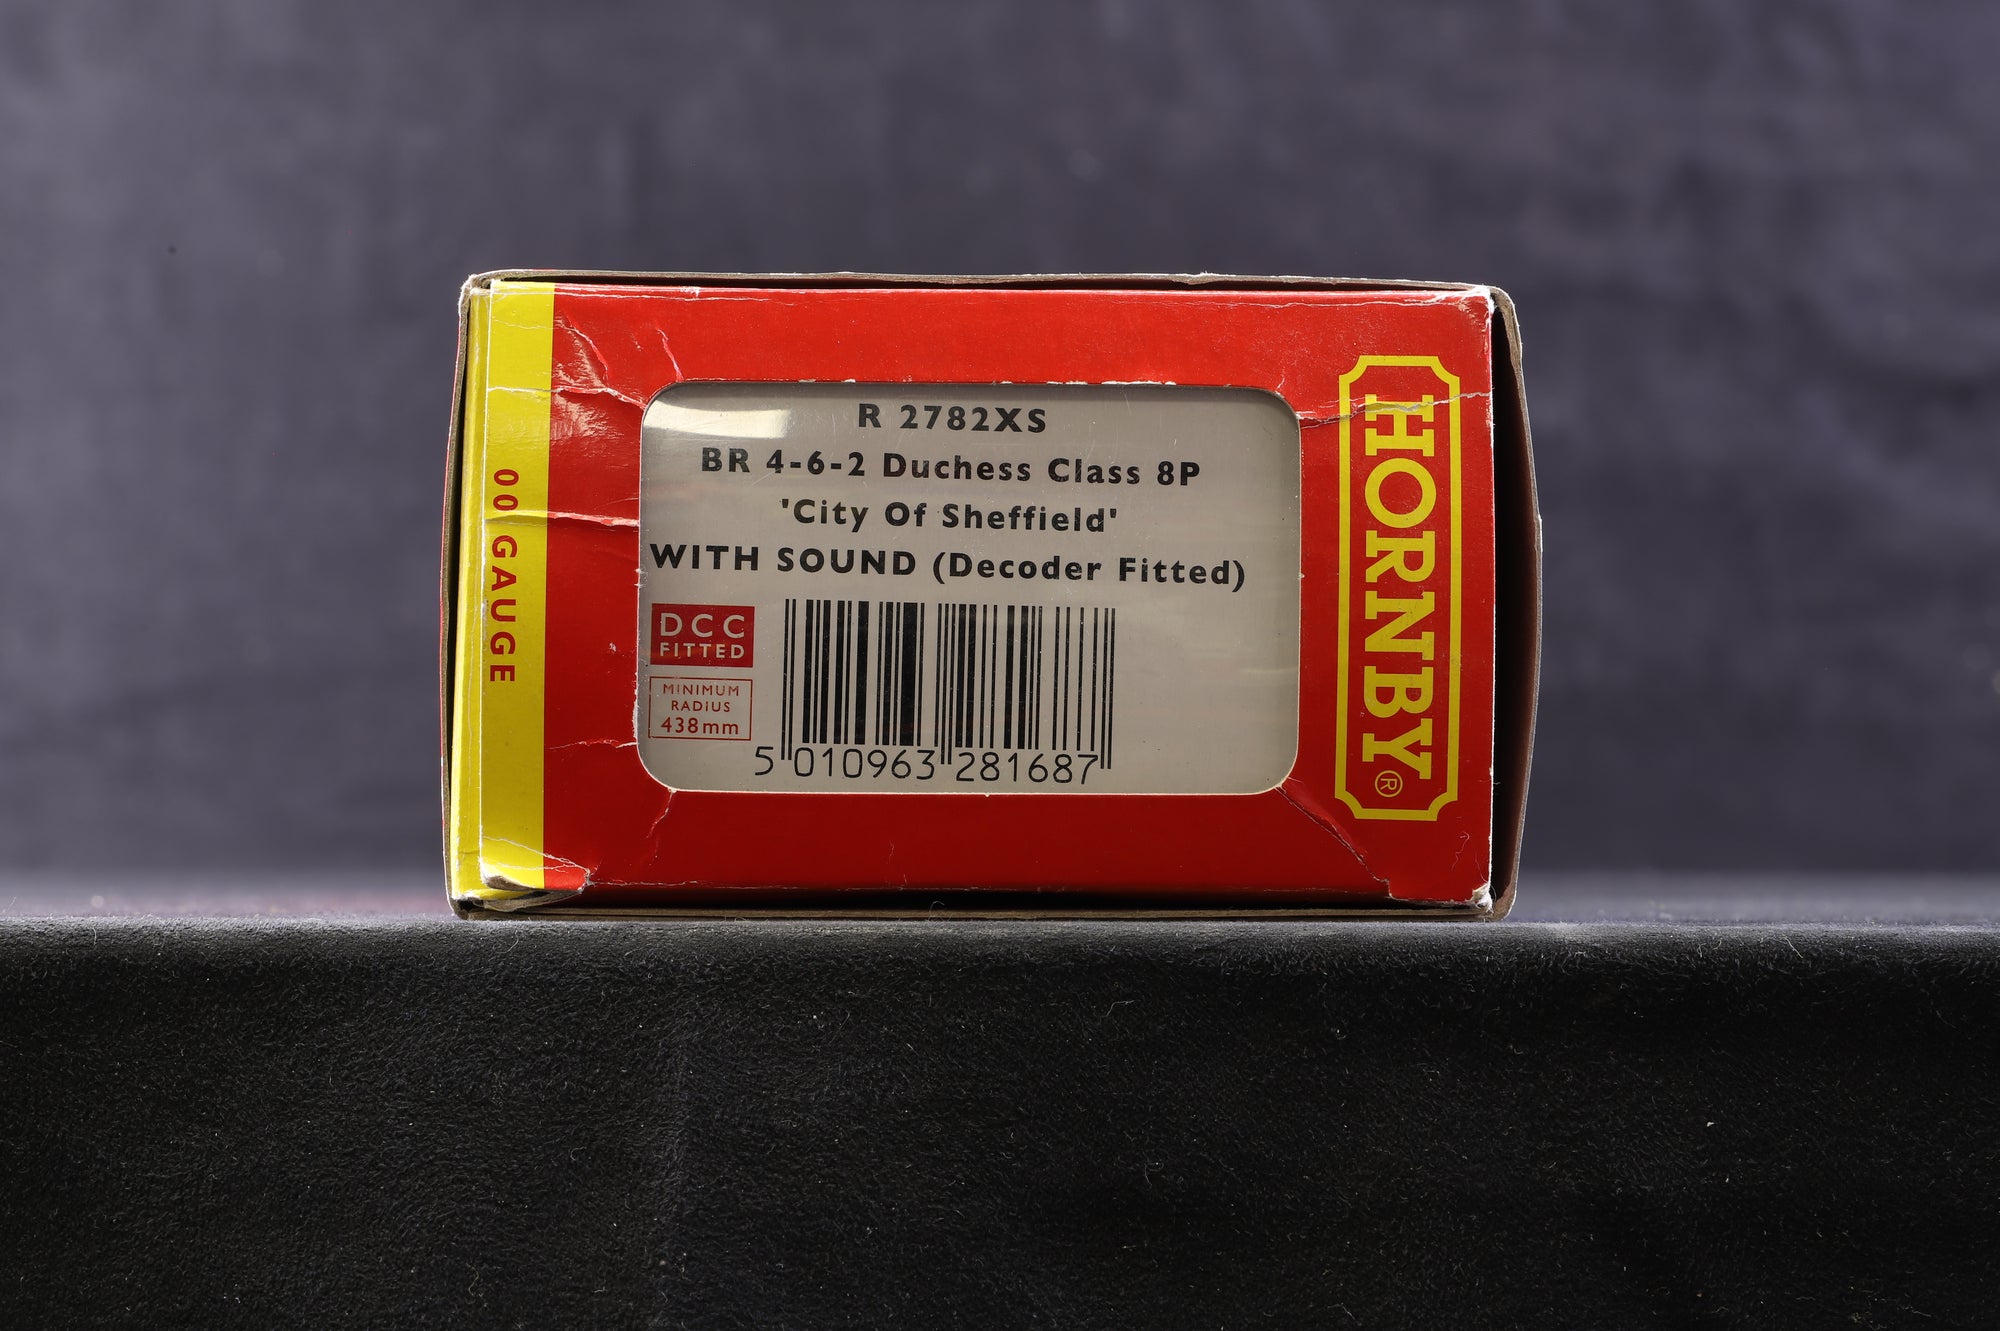 00 GAUGE
R 2782XS
BR 4-6-2 Duchess Class 8P
'City Of Sheffield'
WITH SOUND (Decoder Fitted)
DCC
FITTED
MINIMUM
RADIUS
438mm
5 010963 281687
HORNBY®